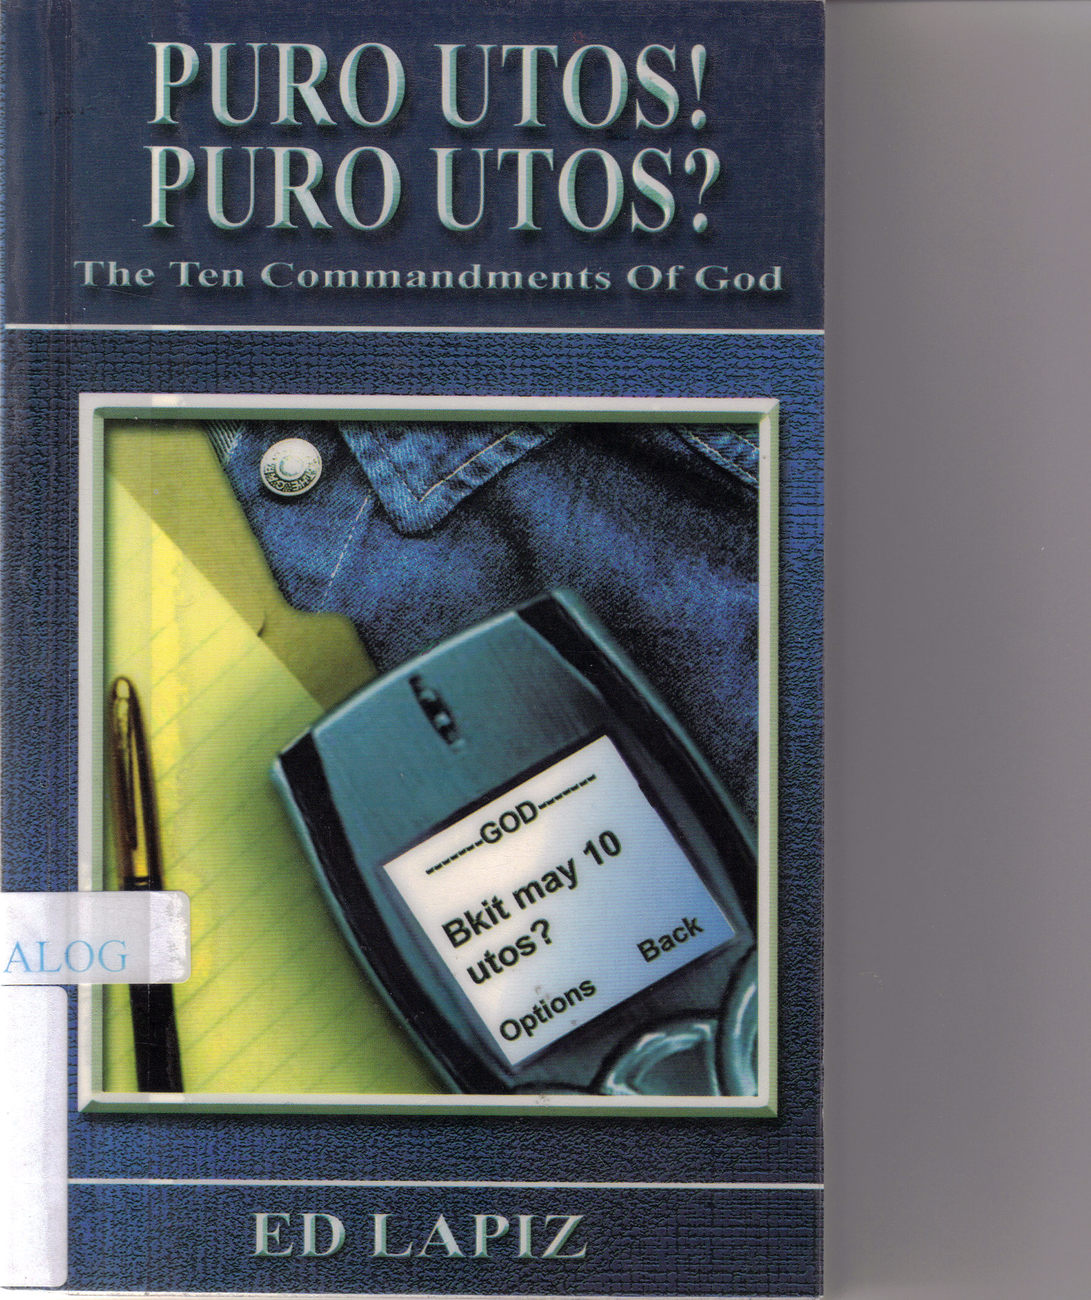 PURO UTOS!
PURO UTOS?
The Ten Commandments Of God
-------GOD-------
Bkit may 10
utos?
Options
Back
ALOG
ED LAPIZ